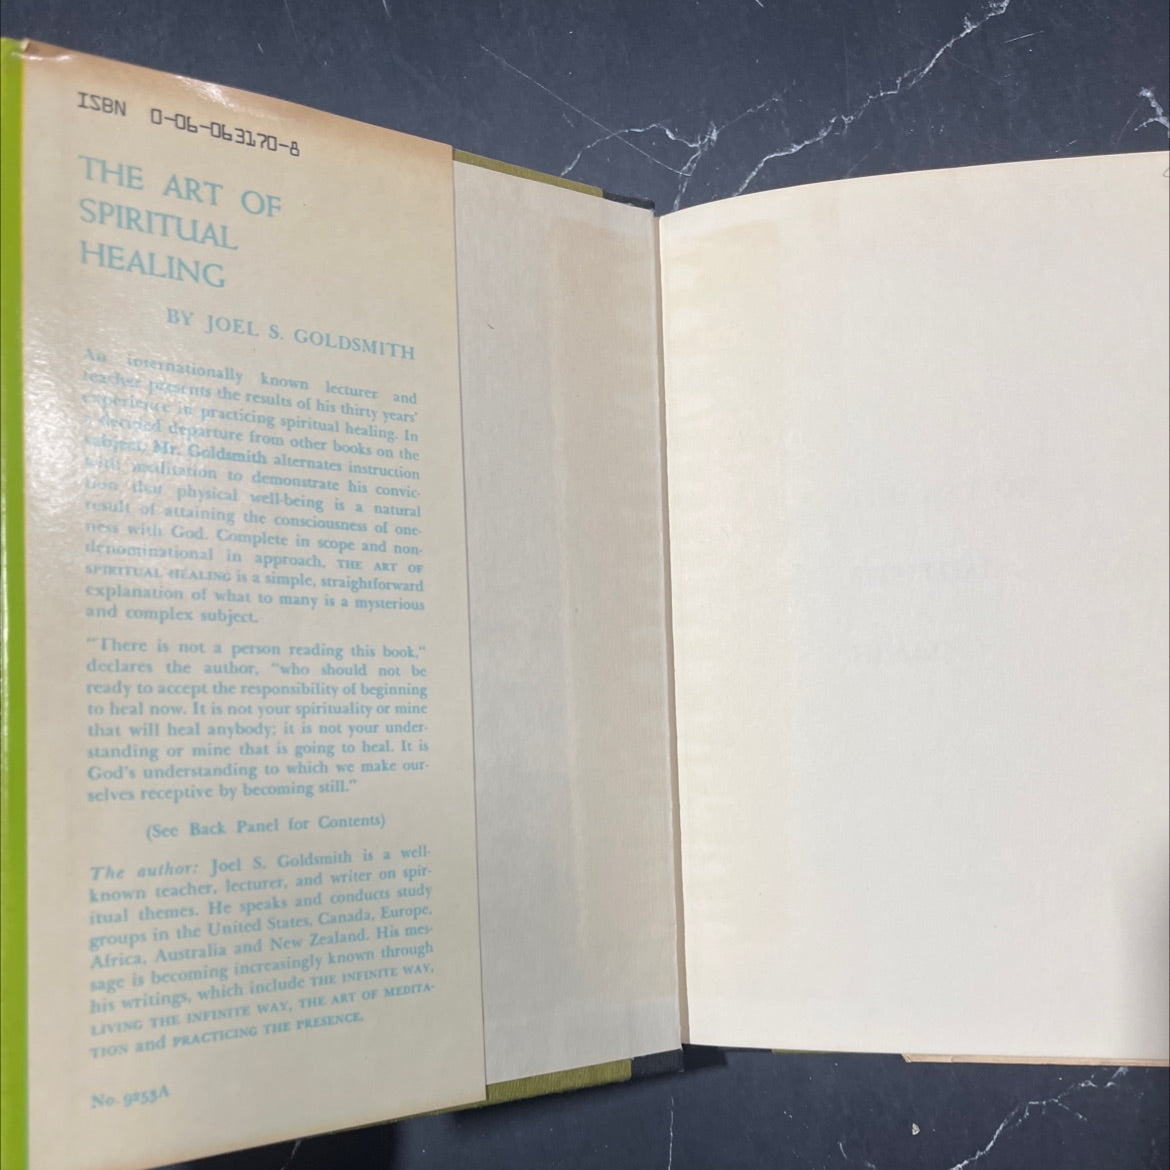 ISBN 0-06-063170-8
THE ART OF
SPIRITUAL
HEALING
BY JOEL S. GOLDSMITH
An internationally known lecturer and
teacher presents the results of his thirty years'
experience in practicing spiritual healing. In
a decided departure from other books on the
subject, Mr. Goldsmith alternates instruction
with meditation to demonstrate his convic-
tion that physical well-being is a natural
result of attaining the consciousness of one-
ness with God. Complete in scope and non-
denominational in approach, THE ART OF
SPIRITUAL HEALING is a simple, straightforward
explanation of what to many is a mysterious
and complex subject.
"There is not a person reading this book,"
declares the author, "who should not be
ready to accept the responsibility of beginning
to heal now. It is not your spirituality or mine
that will heal anybody; it is not your under-
standing or mine that is going to heal. It is
God's understanding to which we make our-
selves receptive by becoming still."
(See Back Panel for Contents)
The author: Joel S. Goldsmith is a well-
known teacher, lecturer, and writer on spir-
itual themes. He speaks and conducts study
groups in the United States, Canada, Europe,
Africa, Australia and New Zealand. His mes-
sage is becoming increasingly known through
his writings, which include THE INFINITE WAY,
LIVING THE INFINITE WAY, THE ART OF MEDITA-
TION and PRACTICING THE PRESENCE.
No. 9253A